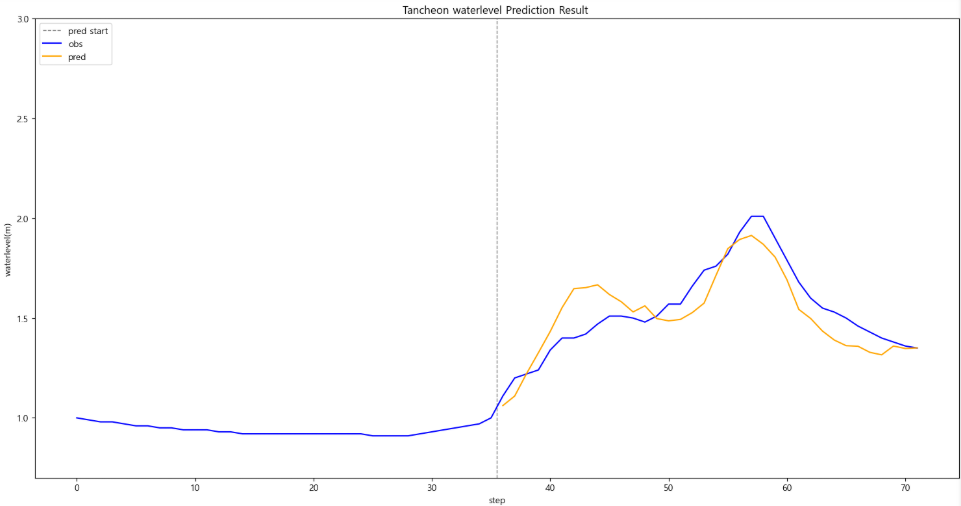 Tancheon waterlevel Prediction Result
pred start
obs
pred
3.0
2.5
2.0
1.5
1.0
waterlevel(m)
0 10 20 30 40 50 60 70
step